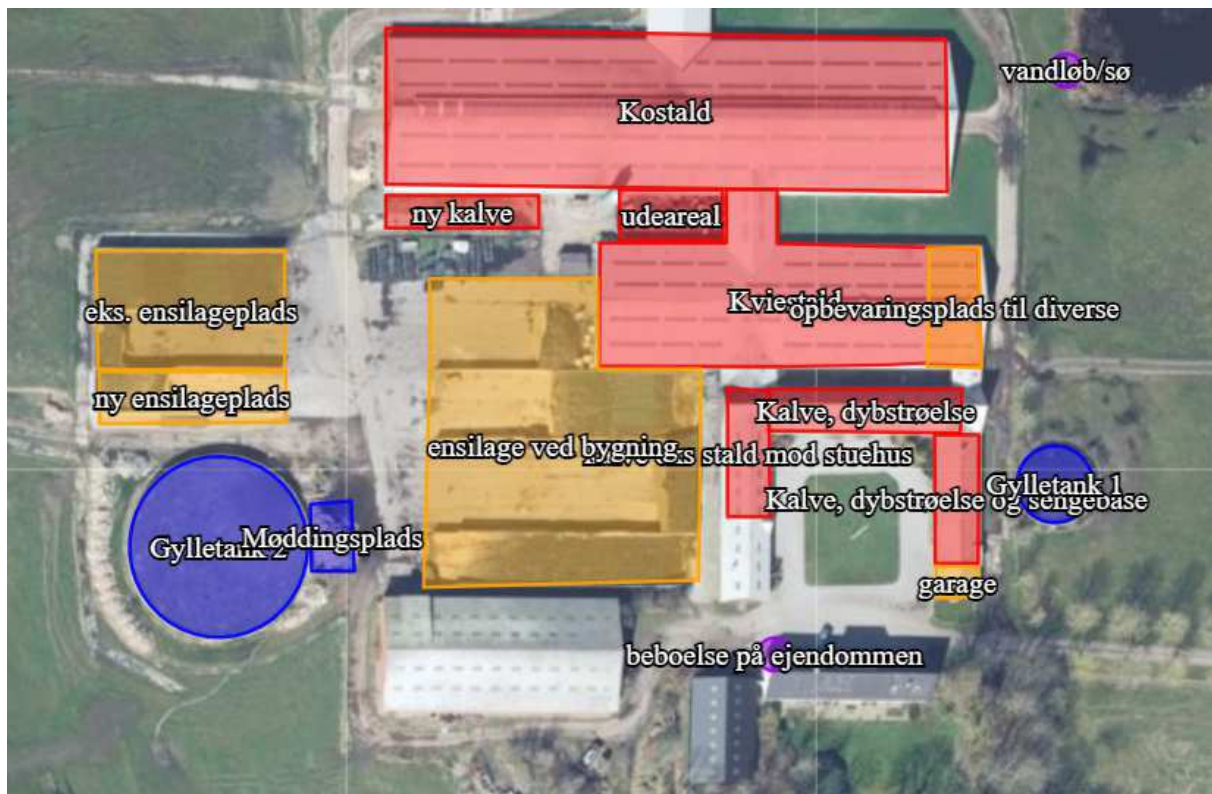 vandløb/sø
Kostald
ny kalve
udeareal
eks. ensilageplads
opbevaringsplads til diverse
ny ensilageplads
Kalve, dybstrøelse
ensilage ved bygning
stald mod stuehus
Kalve, dybstrøelse og sengebåse
Gylletank 1
Gylletank 2
Møddingsplads
garage
beboelse på ejendommen